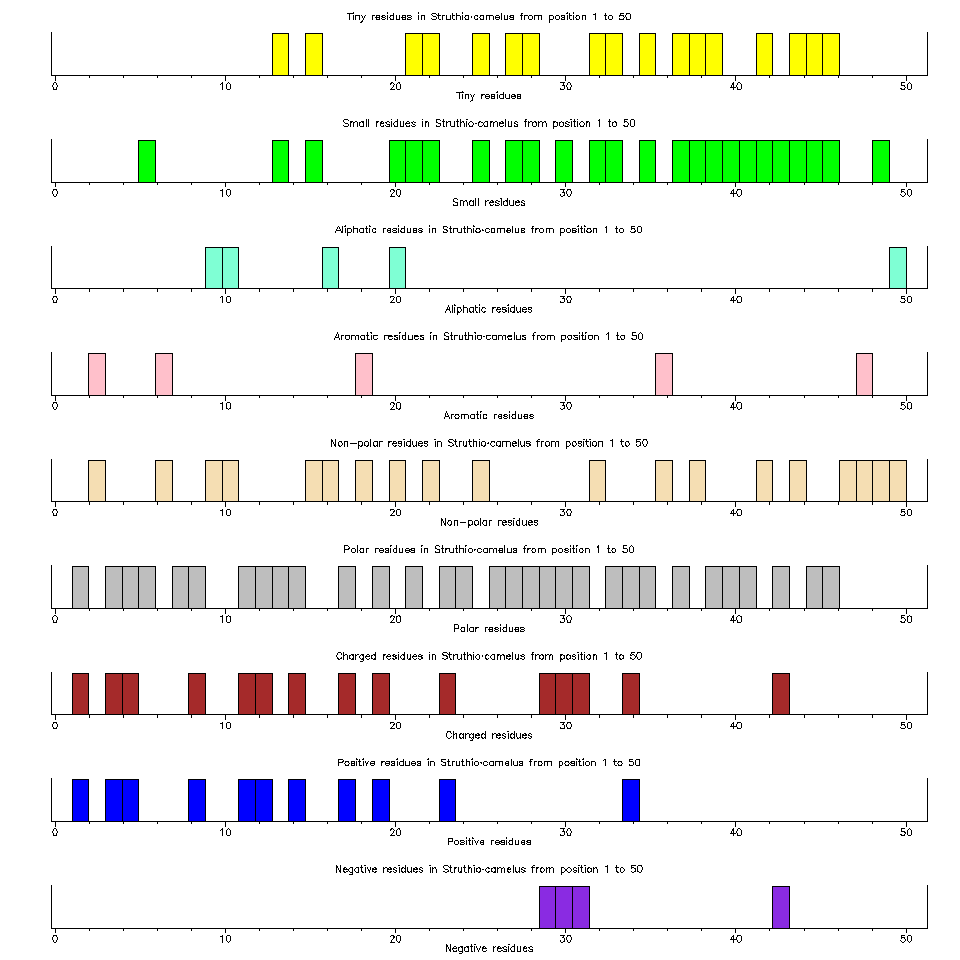 Tiny residues in Struthio-camelus from position 1 to 50
0 10 20 30 40 50
Tiny residues
Small residues in Struthio-camelus from position 1 to 50
0 10 20 30 40 50
Small residues
Aliphatic residues in Struthio-camelus from position 1 to 50
0 10 20 30 40 50
Aliphatic residues
Aromatic residues in Struthio-camelus from position 1 to 50
0 10 20 30 40 50
Aromatic residues
Non-polar residues in Struthio-camelus from position 1 to 50
0 10 20 30 40 50
Non-polar residues
Polar residues in Struthio-camelus from position 1 to 50
0 10 20 30 40 50
Polar residues
Charged residues in Struthio-camelus from position 1 to 50
0 10 20 30 40 50
Charged residues
Positive residues in Struthio-camelus from position 1 to 50
0 10 20 30 40 50
Positive residues
Negative residues in Struthio-camelus from position 1 to 50
0 10 20 30 40 50
Negative residues